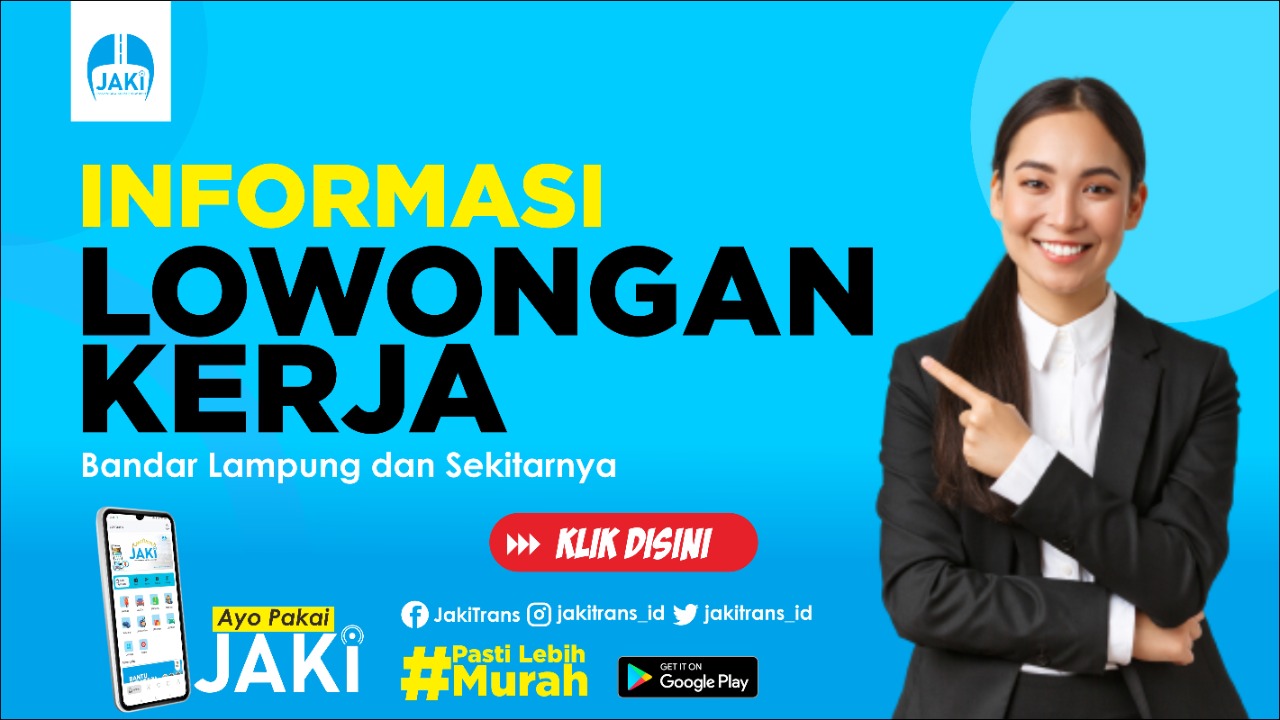 JAKi
INFORMASI
LOWONGAN
KERJA
Bandar Lampung dan Sekitarnya
KLIK DISINI
JAKi
Ayo Pakai
JAKi
JakiTrans jakitrans_id jakitrans_id
#Pasti Lebih
Murah
GET IT ON
Google Play